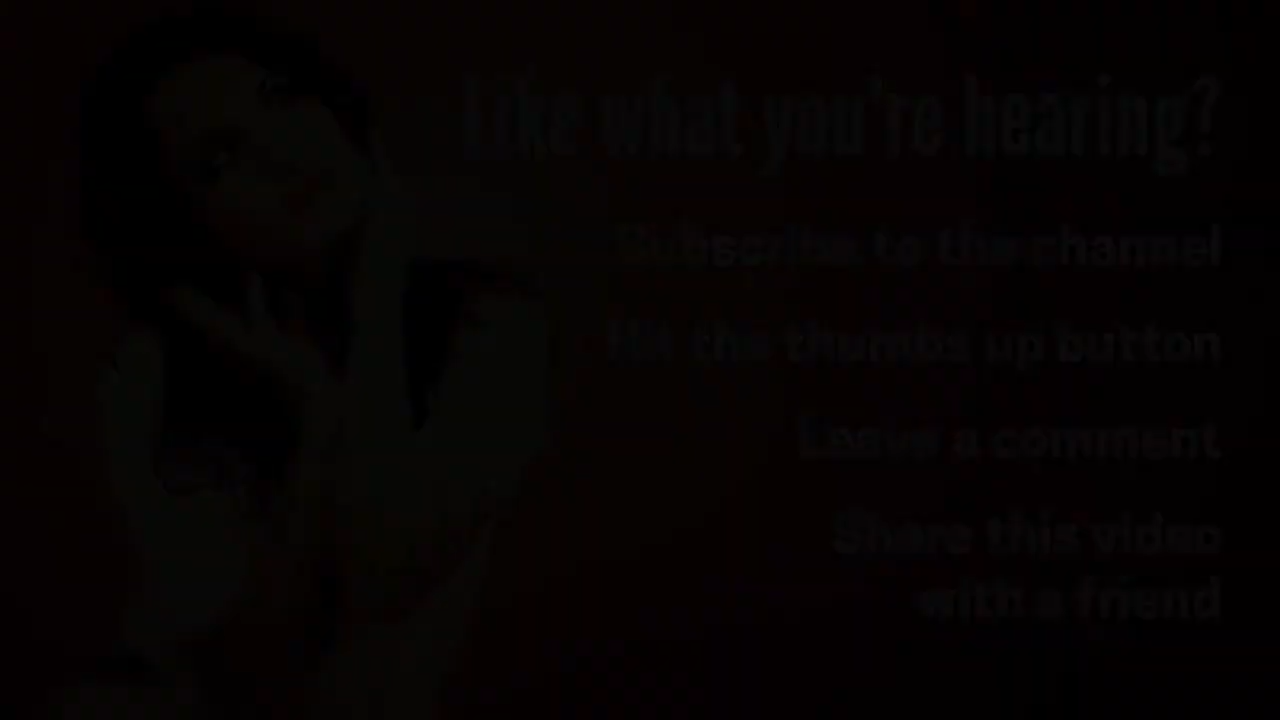 Like what you're hearing?
Subscribe to the channel
Hit the thumbs up button
Leave a comment
Share this video
with a friend